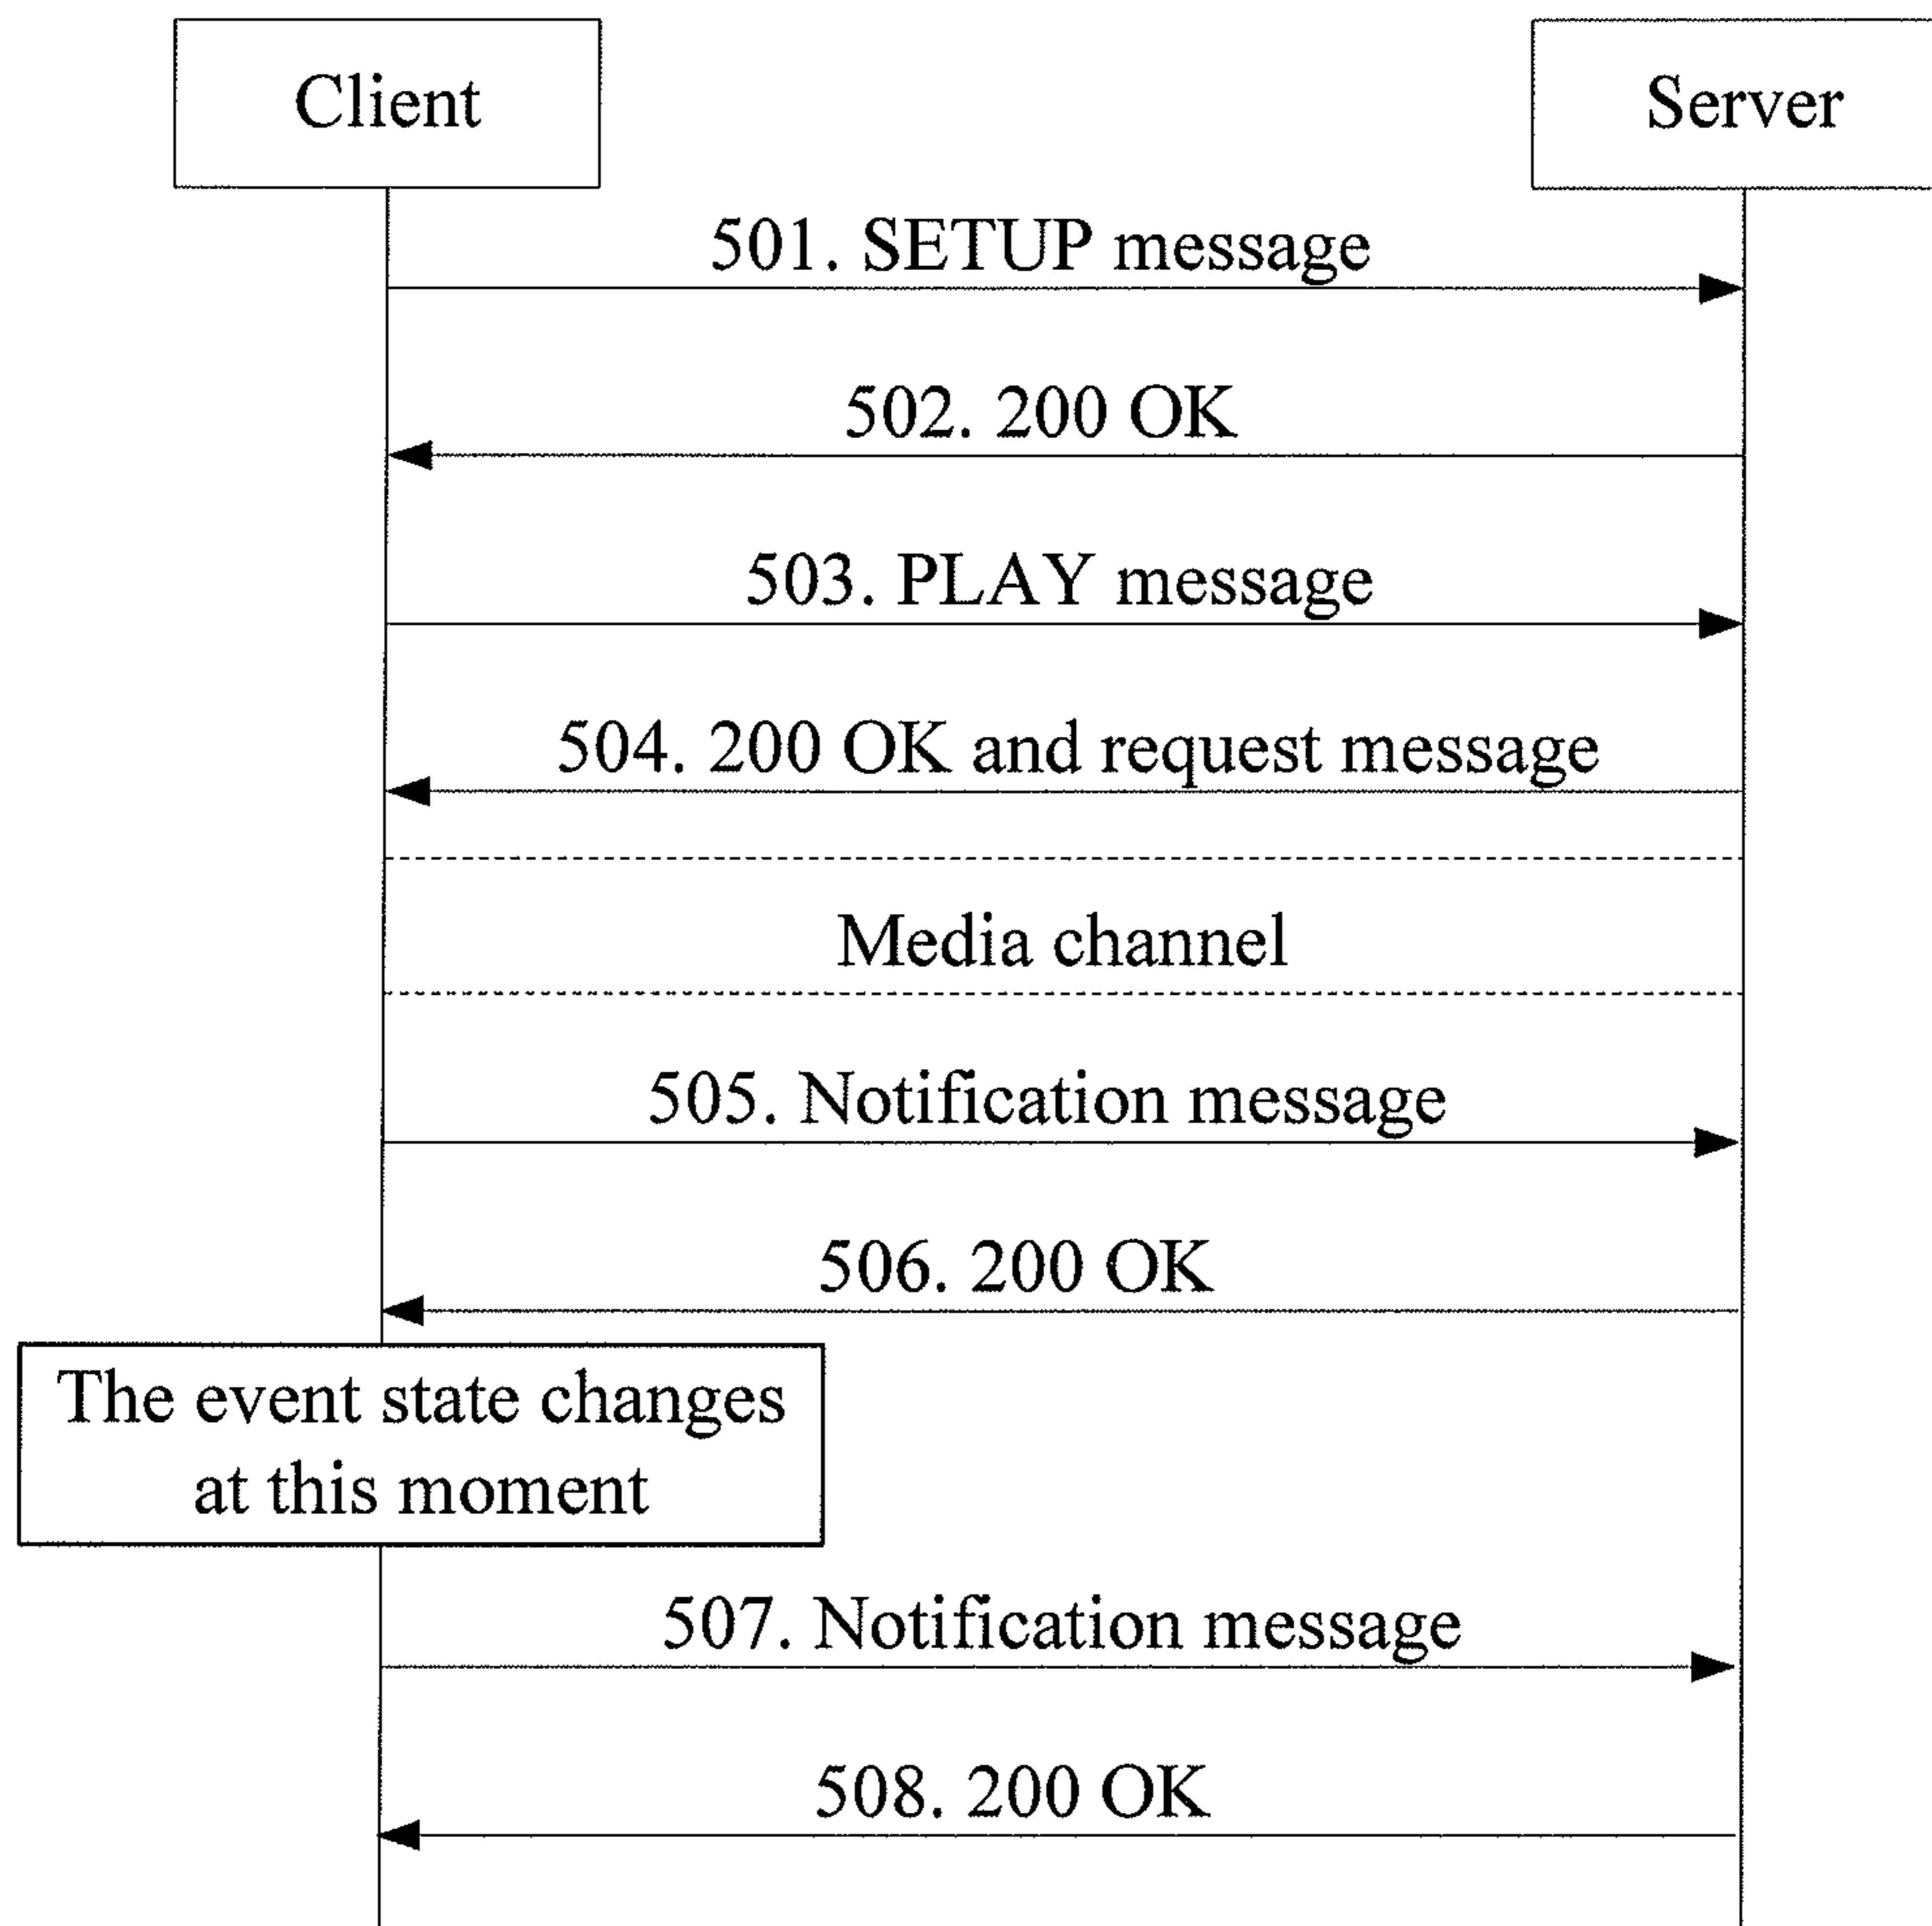 Client
Server
501. SETUP message
502. 200 OK
503. PLAY message
504. 200 OK and request message
Media channel
505. Notification message
506. 200 OK
The event state changes
at this moment
507. Notification message
508. 200 OK